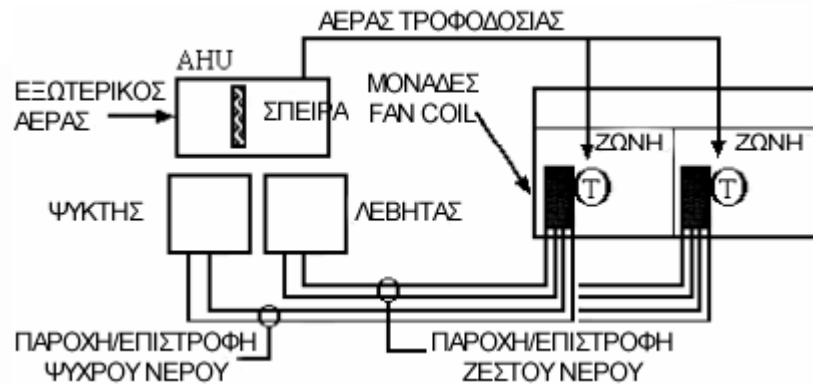 ΑΕΡΑΣ ΤΡΟΦΟΔΟΣΙΑΣ
AHU
ΕΞΩΤΕΡΙΚΟΣ
ΑΕΡΑΣ
ΣΠΕΙΡΑ
ΜΟΝΑΔΕΣ
FAN COIL
ΖΩΝΗ
ΖΩΝΗ
T
T
ΨΥΚΤΗΣ
ΛΕΒΗΤΑΣ
ΠΑΡΟΧΗ/ΕΠΙΣΤΡΟΦΗ
ΨΥΧΡΟΥ ΝΕΡΟΥ
ΠΑΡΟΧΗ/ΕΠΙΣΤΡΟΦΗ
ΖΕΣΤΟΥ ΝΕΡΟΥ